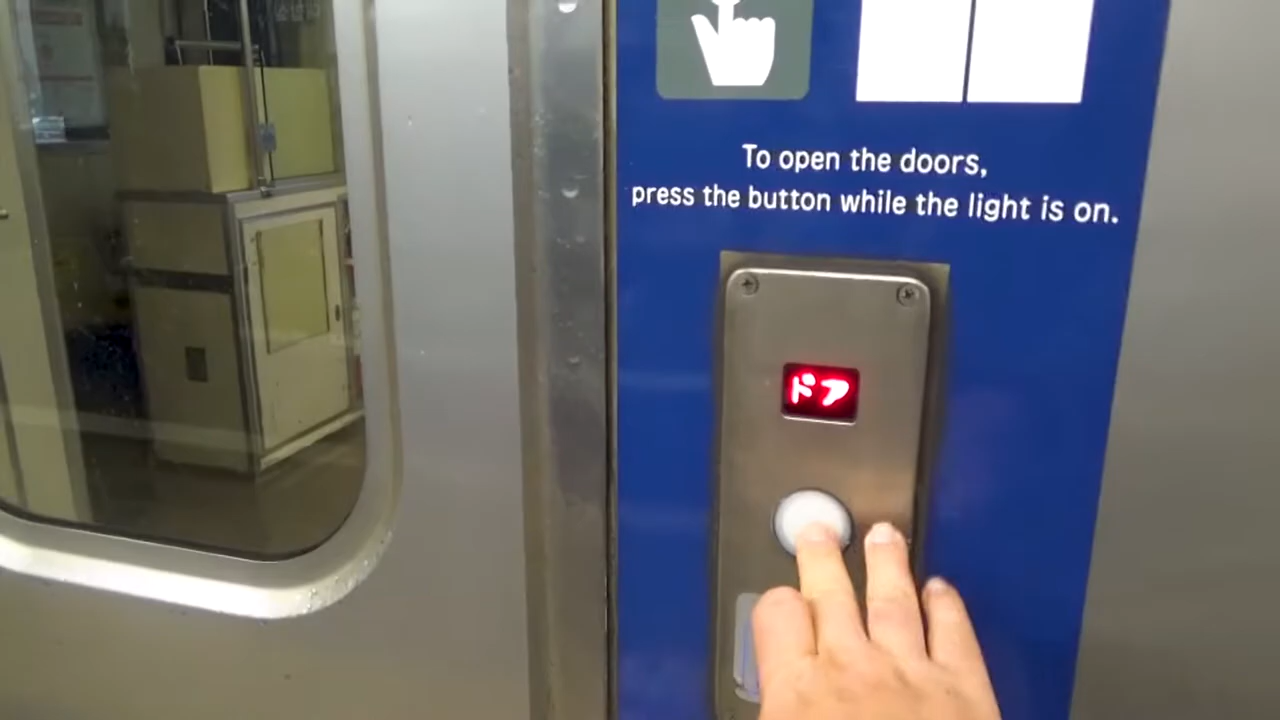 To open the doors,
press the button while the light is on.
ドア